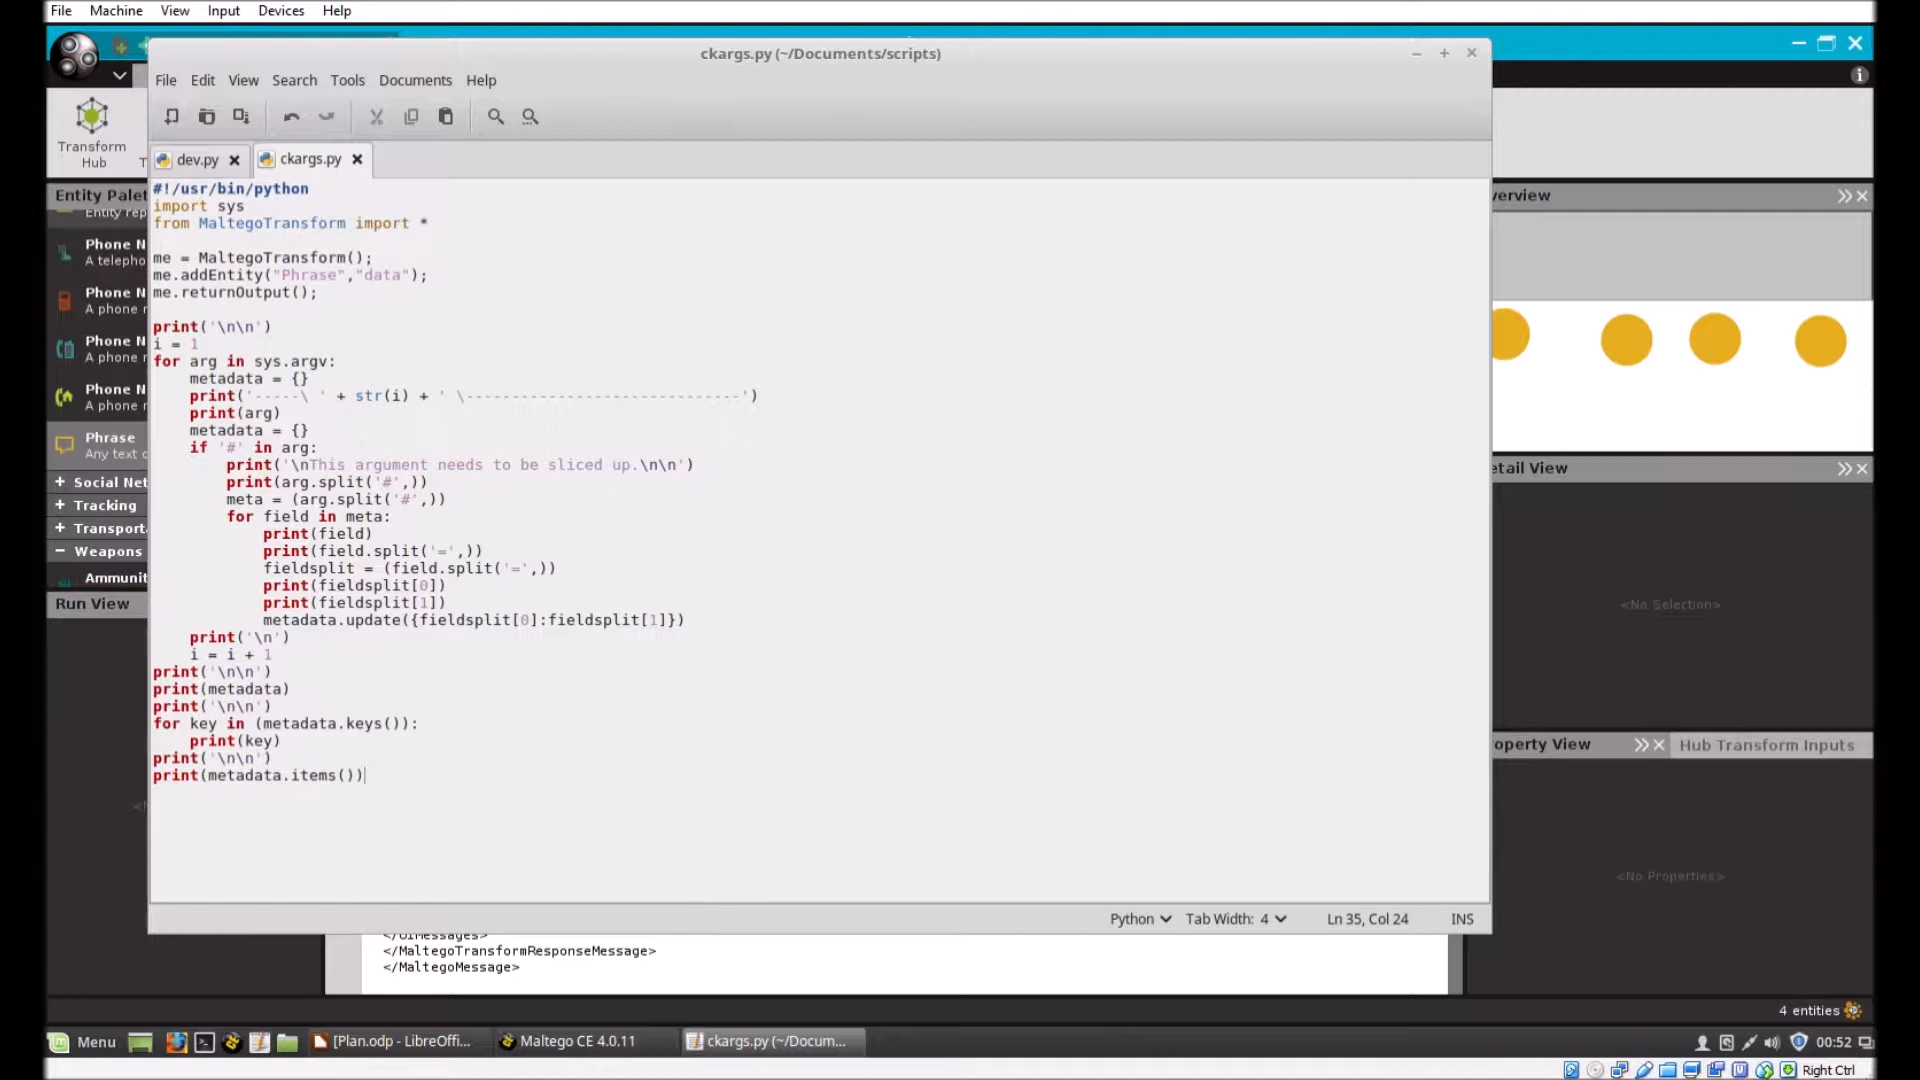 File Machine View Input Devices Help
ckargs.py (~/Documents/scripts)
File Edit View Search Tools Documents Help
Transform
Hub
dev.py
ckargs.py
#!/usr/bin/python
import sys
from MaltegoTransform import *
me = MaltegoTransform();
me.addEntity("Phrase","data");
me.returnOutput();
print('\n\n')
i = 1
for arg in sys.argv:
    metadata = {}
    print('-----\ ' + str(i) + ' \------------------------------')
    print(arg)
    metadata = {}
    if '#' in arg:
        print('\nThis argument needs to be sliced up.\n\n')
        print(arg.split('#',))
        meta = (arg.split('#',))
        for field in meta:
            print(field)
            print(field.split('=',))
            fieldsplit = (field.split('=',))
            print(fieldsplit[0])
            print(fieldsplit[1])
            metadata.update({fieldsplit[0]:fieldsplit[1]})
    print('\n')
    i = i + 1
print('\n\n')
print(metadata)
print('\n\n')
for key in (metadata.keys()):
    print(key)
print('\n\n')
print(metadata.items())
Python Tab Width: 4 Ln 35, Col 24 INS
Entity Palet
Entity rep
Phone N
A telepho
Phone N
A phone r
Phone N
A phone r
Phone N
A phone r
Phrase
Any text o
+ Social Net
+ Tracking
+ Transport
− Weapons
Ammunit
Run View
verview
etail View
<No Selection>
operty View
Hub Transform Inputs
<No Properties>
</UIMessages>
</MaltegoTransformResponseMessage>
</MaltegoMessage>
4 entities
Menu
[Plan.odp - LibreOffi...
Maltego CE 4.0.11
ckargs.py (~/Docum...
00:52
Right Ctrl